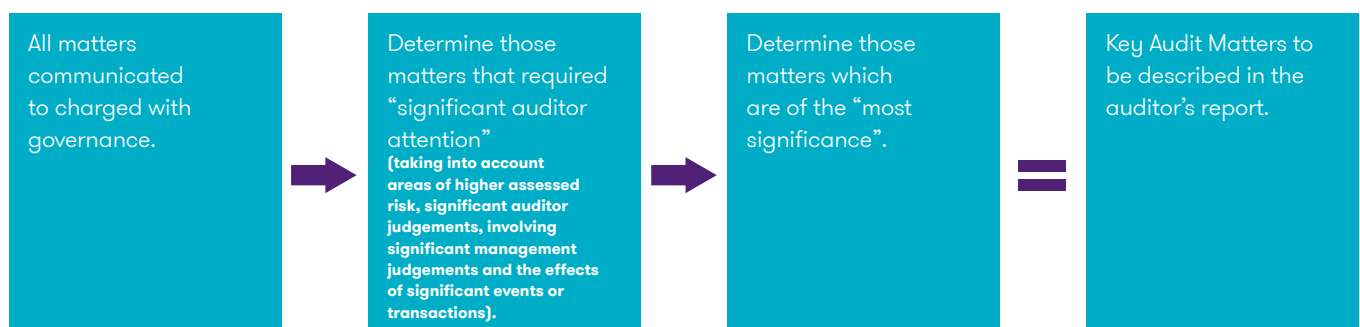 All matters
communicated
to charged with
governance.
Determine those
matters that required
“significant auditor
attention”
(taking into account
areas of higher assessed
risk, significant auditor
judgements, involving
significant management
judgements and the effects
of significant events or
transactions).
Determine those
matters which
are of the “most
significance”.
Key Audit Matters to
be described in the
auditor’s report.